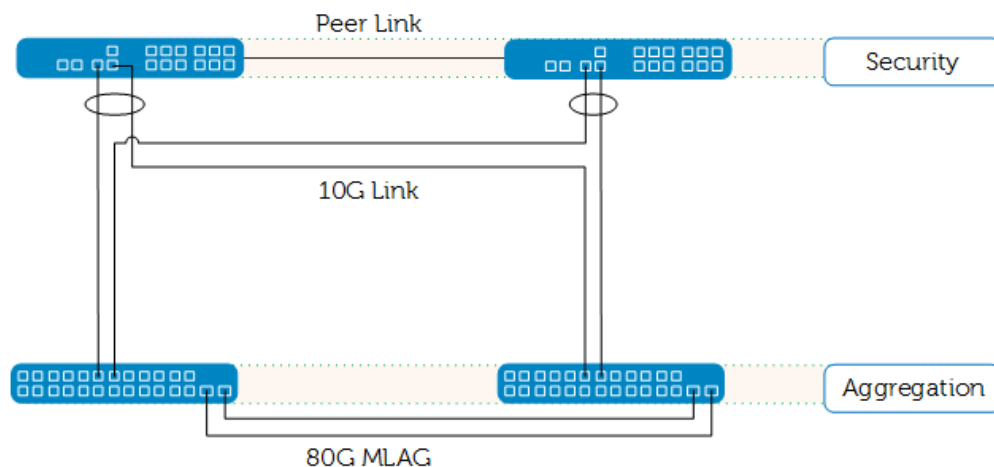 Peer Link
Security
10G Link
Aggregation
80G MLAG